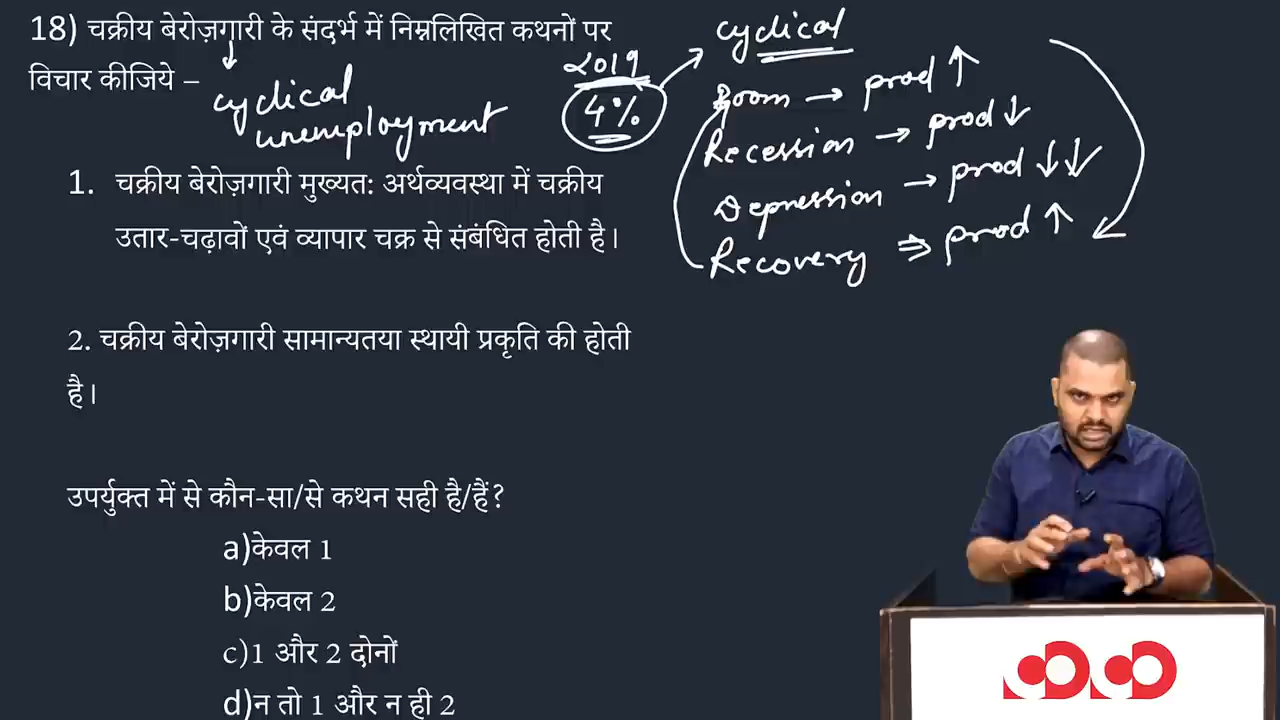 18) चक्रीय बेरोज़गारी के संदर्भ में निम्नलिखित कथनों पर
विचार कीजिये –
cyclical
unemployment
2019
4%
cyclical
Boom → prod ↑
Recession → prod ↓
Depression → prod ↓↓
Recovery ⇒ prod ↑
1. चक्रीय बेरोज़गारी मुख्यत: अर्थव्यवस्था में चक्रीय
उतार-चढ़ावों एवं व्यापार चक्र से संबंधित होती है।
2. चक्रीय बेरोज़गारी सामान्यतया स्थायी प्रकृति की होती
है।
उपर्युक्त में से कौन-सा/से कथन सही है/हैं?
a)केवल 1
b)केवल 2
c)1 और 2 दोनों
d)न तो 1 और न ही 2